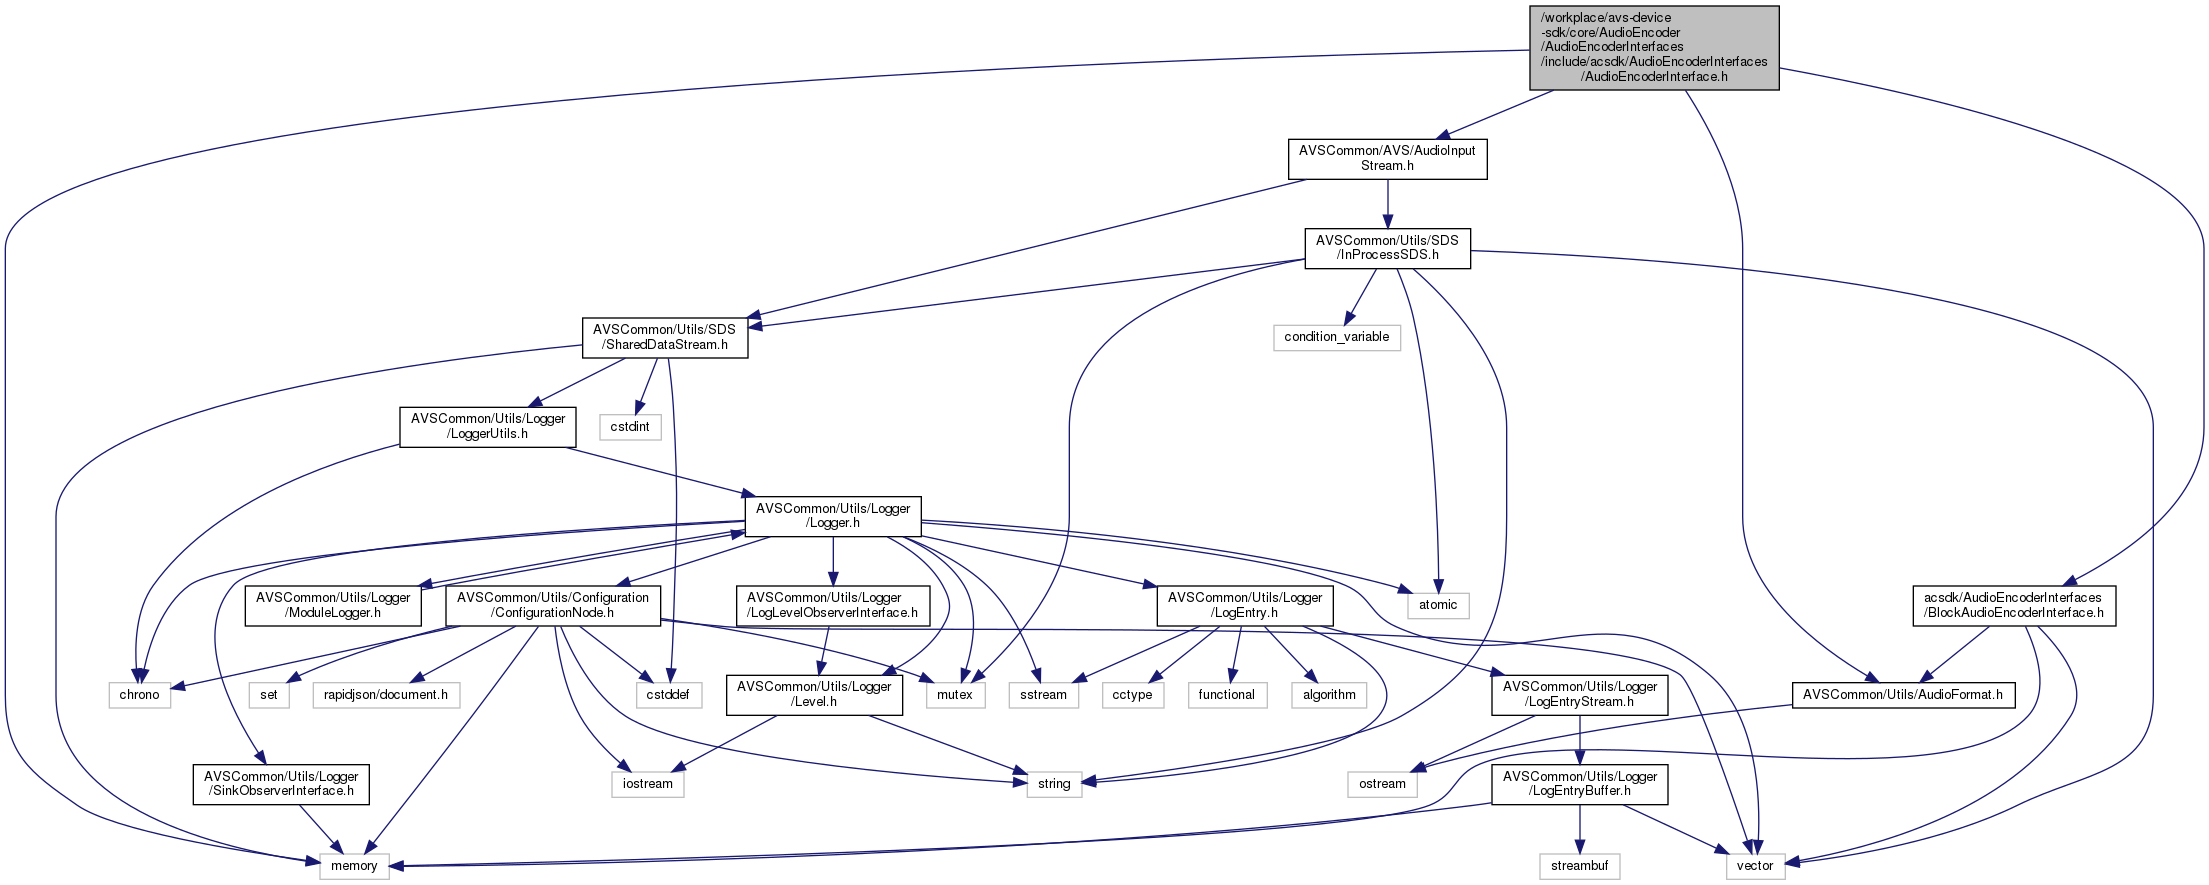 /workplace/avs-device
-sdk/core/AudioEncoder
/AudioEncoderInterfaces
/include/acsdk/AudioEncoderInterfaces
/AudioEncoderInterface.h
AVSCommon/AVS/AudioInput
Stream.h
AVSCommon/Utils/SDS
/InProcessSDS.h
AVSCommon/Utils/SDS
/SharedDataStream.h
condition_variable
AVSCommon/Utils/Logger
/LoggerUtils.h
cstdint
AVSCommon/Utils/Logger
/Logger.h
AVSCommon/Utils/Logger
/ModuleLogger.h
AVSCommon/Utils/Configuration
/ConfigurationNode.h
AVSCommon/Utils/Logger
/LogLevelObserverInterface.h
AVSCommon/Utils/Logger
/LogEntry.h
atomic
acsdk/AudioEncoderInterfaces
/BlockAudioEncoderInterface.h
chrono
set
rapidjson/document.h
cstddef
AVSCommon/Utils/Logger
/Level.h
mutex
sstream
cctype
functional
algorithm
AVSCommon/Utils/Logger
/LogEntryStream.h
AVSCommon/Utils/AudioFormat.h
AVSCommon/Utils/Logger
/SinkObserverInterface.h
iostream
string
ostream
AVSCommon/Utils/Logger
/LogEntryBuffer.h
memory
streambuf
vector